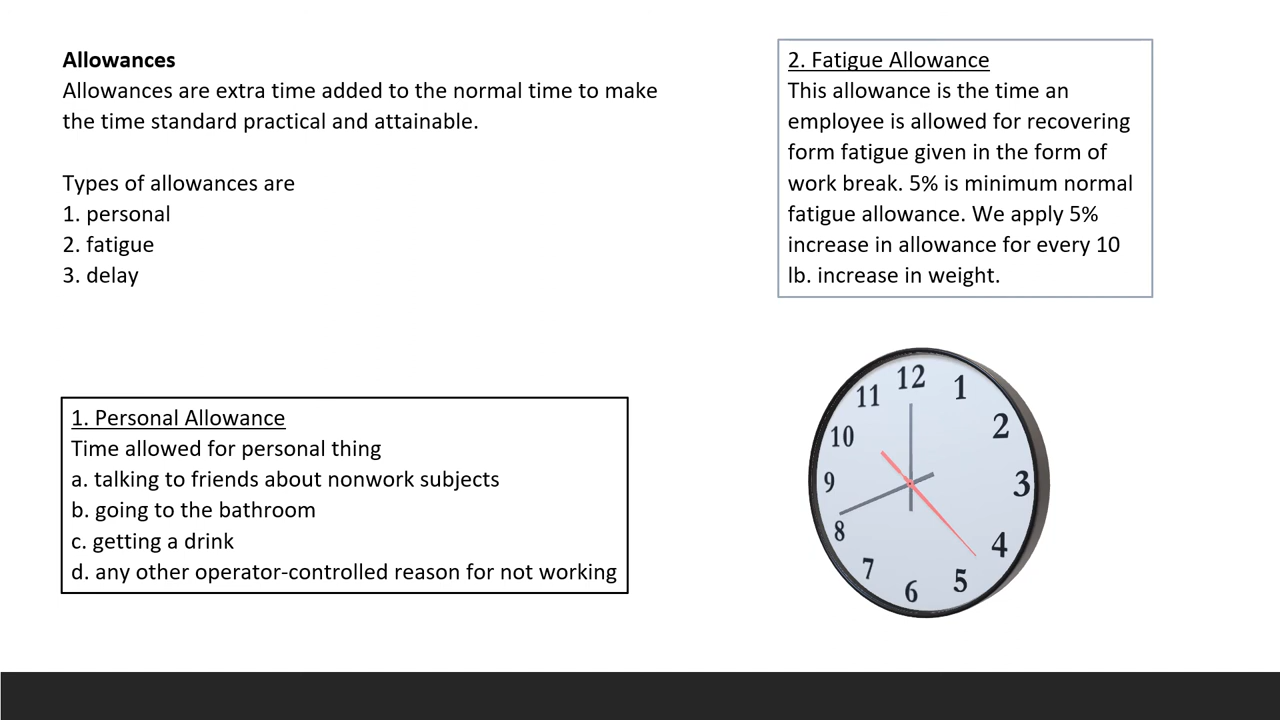 Allowances
Allowances are extra time added to the normal time to make
the time standard practical and attainable.
Types of allowances are
1. personal
2. fatigue
3. delay
1. Personal Allowance
Time allowed for personal thing
a. talking to friends about nonwork subjects
b. going to the bathroom
c. getting a drink
d. any other operator-controlled reason for not working
2. Fatigue Allowance
This allowance is the time an
employee is allowed for recovering
form fatigue given in the form of
work break. 5% is minimum normal
fatigue allowance. We apply 5%
increase in allowance for every 10
lb. increase in weight.
12
1
2
3
4
5
6
7
8
9
10
11